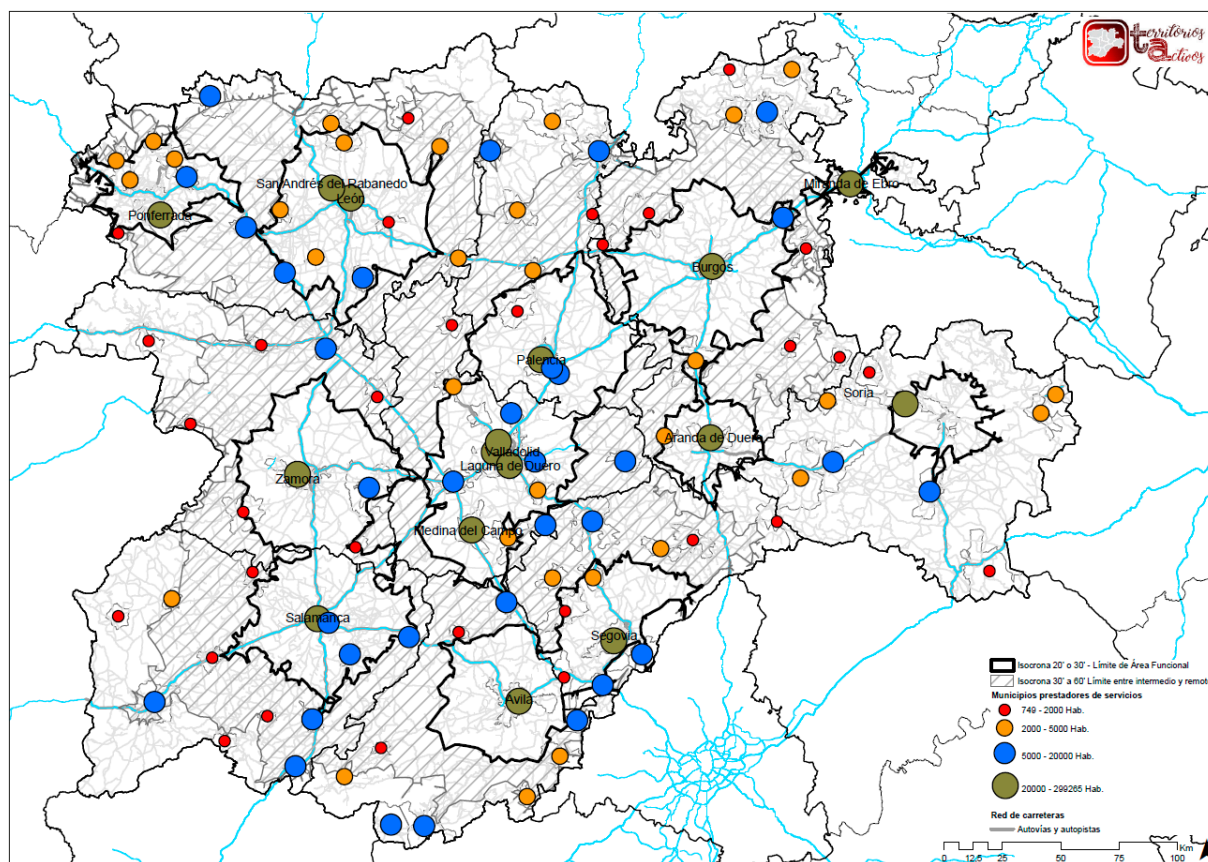 territorios
activos
ta
San Andrés del Rabanedo
León
Miranda de Ebro
Ponferrada
Burgos
Palencia
Soria
Aranda de Duero
Valladolid
Laguna de Duero
Zamora
Medina del Campo
Salamanca
Segovia
Avila
Isocrona 20' o 30' - Límite de Área Funcional
Isocrona 30' a 60' Límite entre intermedio y remoto
Municipios prestadores de servicios
749 - 2000 Hab.
2000 - 5000 Hab.
5000 - 20000 Hab.
20000 - 299265 Hab.
Red de carreteras
Autovías y autopistas
Km
0 12,5 25 50 75 100